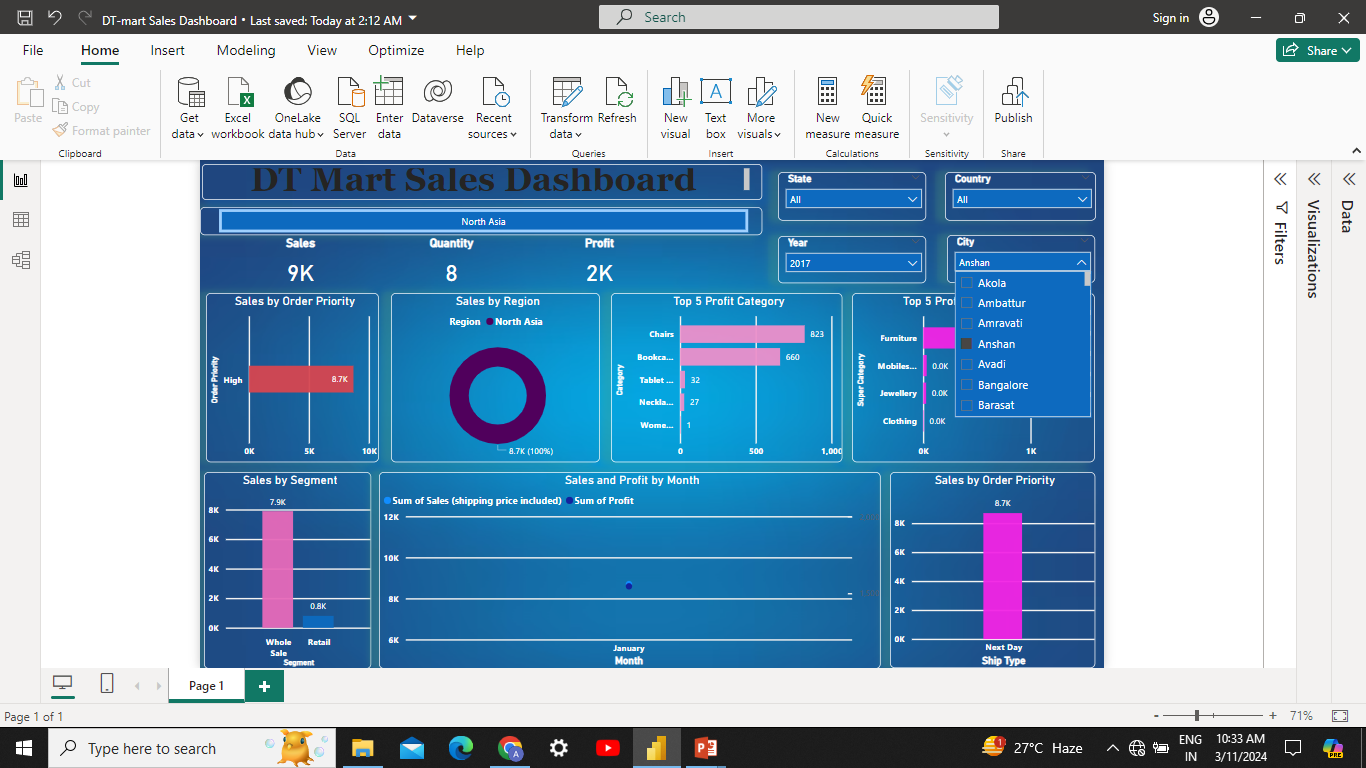 DT-mart Sales Dashboard • Last saved: Today at 2:12 AM
Search
Sign in
File Home Insert Modeling View Optimize Help
Share
Paste
Cut
Copy
Format painter
Clipboard
Get data
Excel workbook
OneLake data hub
SQL Server
Enter data
Dataverse
Recent sources
Data
Transform data
Refresh
Queries
New visual
Text box
More visuals
Insert
New measure
Quick measure
Calculations
Sensitivity
Sensitivity
Publish
Share
DT Mart Sales Dashboard
North Asia
Sales
9K
Quantity
8
Profit
2K
State
All
Country
All
Year
2017
City
Anshan
Akola
Ambattur
Amravati
Anshan
Avadi
Bangalore
Barasat
Sales by Order Priority
Order Priority
High
8.7K
0K 5K 10K
Sales by Region
Region North Asia
8.7K (100%)
Top 5 Profit Category
Category
Chairs 823
Bookca... 660
Tablet ... 32
Neckla... 27
Wome... 1
0 500 1,000
Top 5 Prof
Super Category
Furniture
Mobiles... 0.0K
Jewellery 0.0K
Clothing 0.0K
0K 1K
Sales by Segment
7.9K
0.8K
8K
6K
4K
2K
0K
Whole Sale
Retail
Segment
Sales and Profit by Month
Sum of Sales (shipping price included) Sum of Profit
12K
10K
8K
6K
January
Month
Sales by Order Priority
8.7K
8K
6K
4K
2K
0K
Next Day
Ship Type
Filters
Visualizations
Data
Page 1
Page 1 of 1
- + 71%
Type here to search
1
27°C Haze
ENG
IN
10:33 AM
3/11/2024
PRE